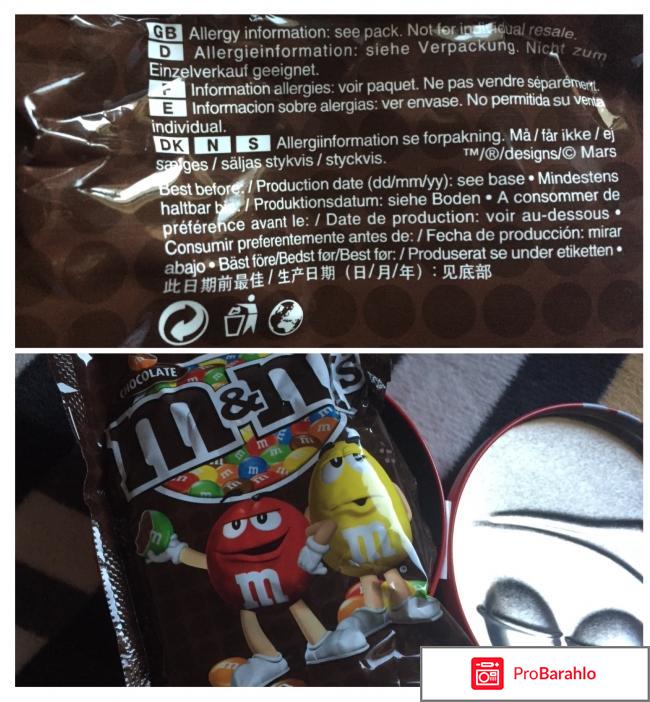 GB Allergy information: see pack. Not for individual resale.
D Allergieinformation: siehe Verpackung. Nicht zum
Einzelverkauf geeignet.
F Information allergies: voir paquet. Ne pas vendre séparément.
E Informacion sobre alergias: ver envase. No permitida su venta
individual.
DK N S Allergiinformation se forpakning. Må / får ikke / ej
sælges / säljas stykvis / styckvis. ™/®/designs/© Mars
Best before: / Production date (dd/mm/yy): see base • Mindestens
haltbar bis: / Produktionsdatum: siehe Boden • A consommer de
préférence avant le: / Date de production: voir au-dessous •
Consumir preferentemente antes de: / Fecha de producción: mirar
abajo • Bäst före/Bedst før/Best før: / Produserat se under etiketten •
此日期前最佳 / 生产日期（日/月/年）: 见底部
CHOCOLATE
m&m's
m
m
m
ProBarahlo